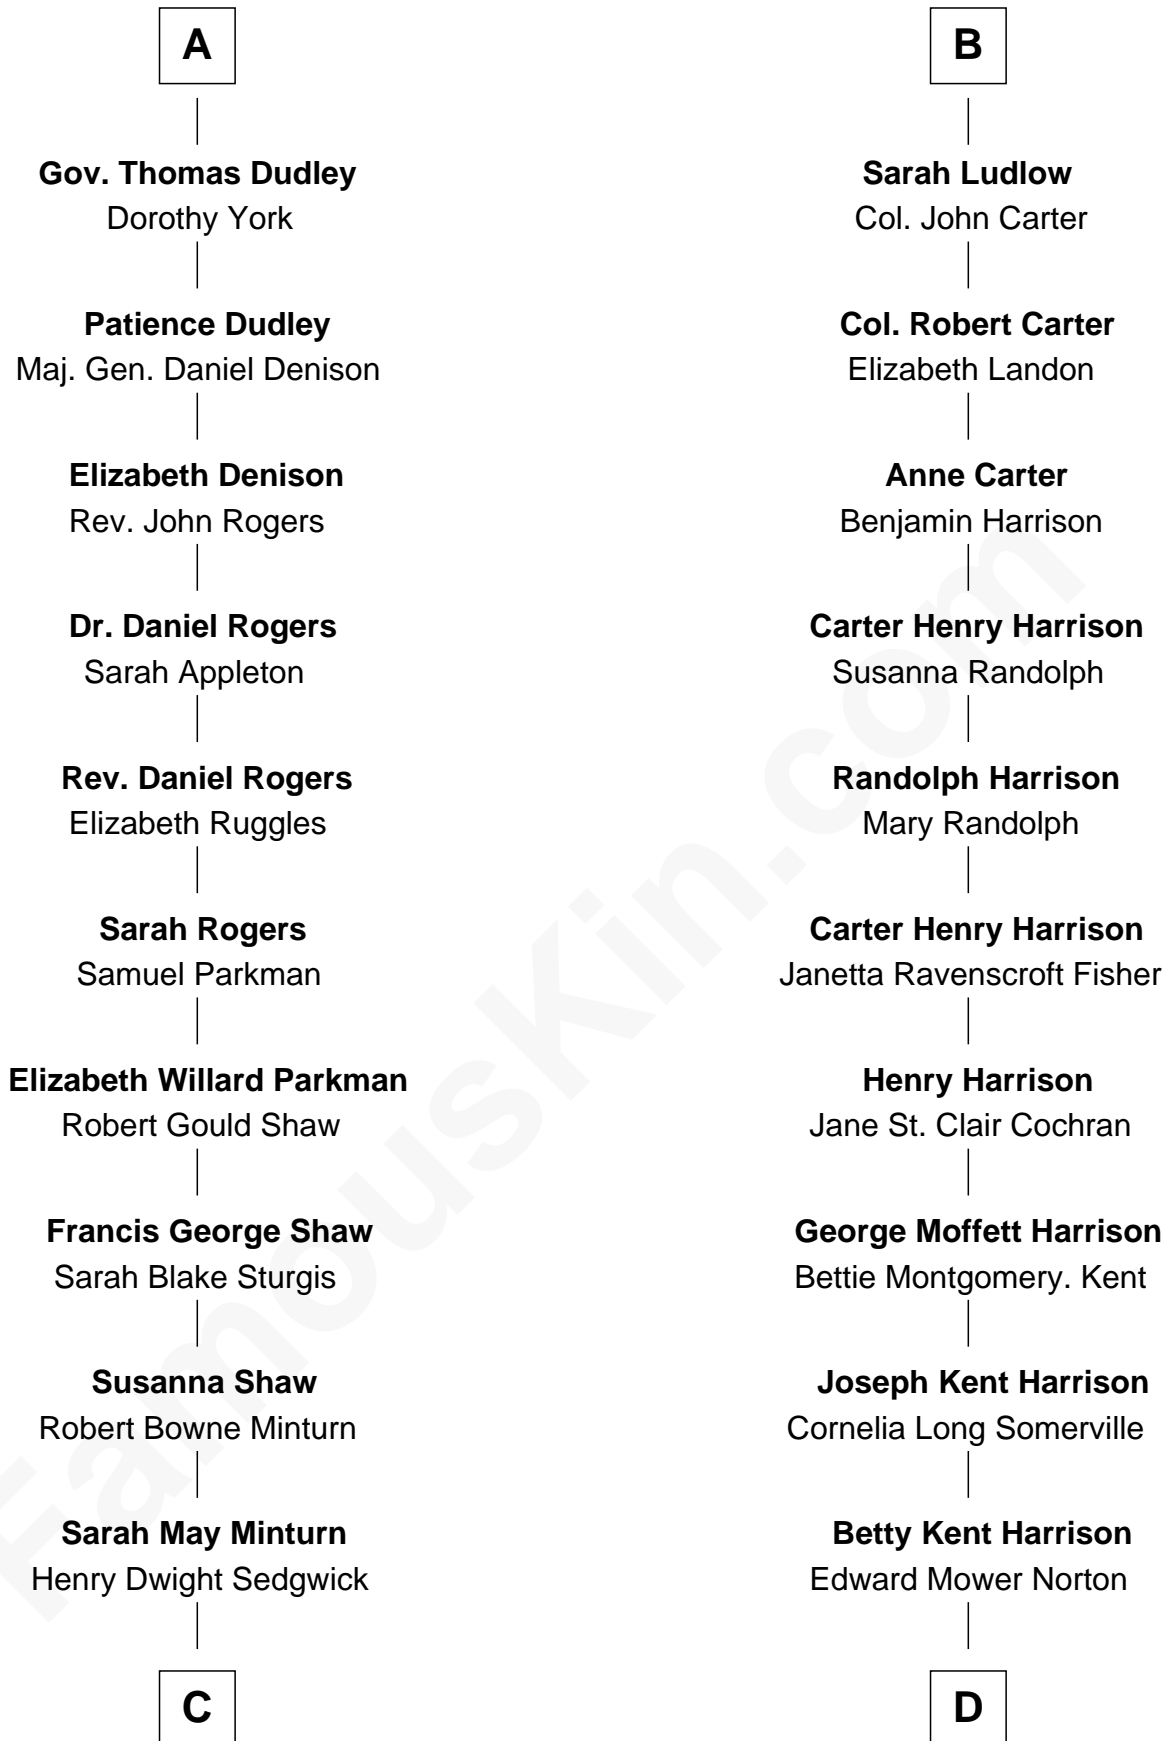 A
Gov. Thomas Dudley
Dorothy York
Patience Dudley
Maj. Gen. Daniel Denison
Elizabeth Denison
Rev. John Rogers
Dr. Daniel Rogers
Sarah Appleton
Rev. Daniel Rogers
Elizabeth Ruggles
Sarah Rogers
Samuel Parkman
Elizabeth Willard Parkman
Robert Gould Shaw
Francis George Shaw
Sarah Blake Sturgis
Susanna Shaw
Robert Bowne Minturn
Sarah May Minturn
Henry Dwight Sedgwick
C
B
Sarah Ludlow
Col. John Carter
Col. Robert Carter
Elizabeth Landon
Anne Carter
Benjamin Harrison
Carter Henry Harrison
Susanna Randolph
Randolph Harrison
Mary Randolph
Carter Henry Harrison
Janetta Ravenscroft Fisher
Henry Harrison
Jane St. Clair Cochran
George Moffett Harrison
Bettie Montgomery. Kent
Joseph Kent Harrison
Cornelia Long Somerville
Betty Kent Harrison
Edward Mower Norton
D
FamousKin.com